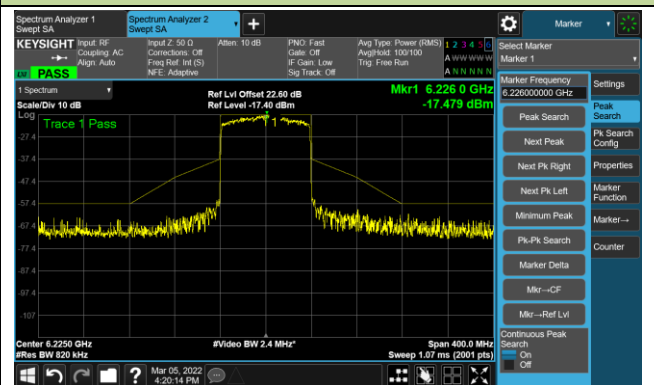 Spectrum Analyzer 1
Swept SA
Spectrum Analyzer 2
Swept SA
Marker
KEYSIGHT
Input: RF
Coupling: AC
Align: Auto
Input Z: 50 Ω
Corrections: Off
Freq Ref: Int (S)
NFE: Adaptive
Atten: 10 dB
PNO: Fast
Gate: Off
IF Gain: Low
Sig Track: Off
Avg Type: Power (RMS)
Avg|Hold: 100/100
Trig: Free Run
1 2 3 4 5 6
A W W W W W
A N N N N N
PASS
Select Marker
Marker 1
1 Spectrum
Scale/Div 10 dB
Ref Lvl Offset 22.60 dB
Ref Level -17.40 dBm
Mkr1 6.226 0 GHz
-17.479 dBm
Log
Trace 1 Pass
1
-27.4
-37.4
-47.4
-57.4
-67.4
-77.4
-87.4
-97.4
-107
Center 6.2250 GHz
#Res BW 820 kHz
#Video BW 2.4 MHz*
Span 400.0 MHz
Sweep 1.07 ms (2001 pts)
Marker Frequency
6.226000000 GHz
Peak Search
Next Peak
Next Pk Right
Next Pk Left
Minimum Peak
Pk-Pk Search
Marker Delta
Mkr→CF
Mkr→Ref Lvl
Continuous Peak
Search
On
Off
Settings
Peak
Search
Pk Search
Config
Properties
Marker
Function
Marker→
Counter
?
Mar 05, 2022
4:20:14 PM